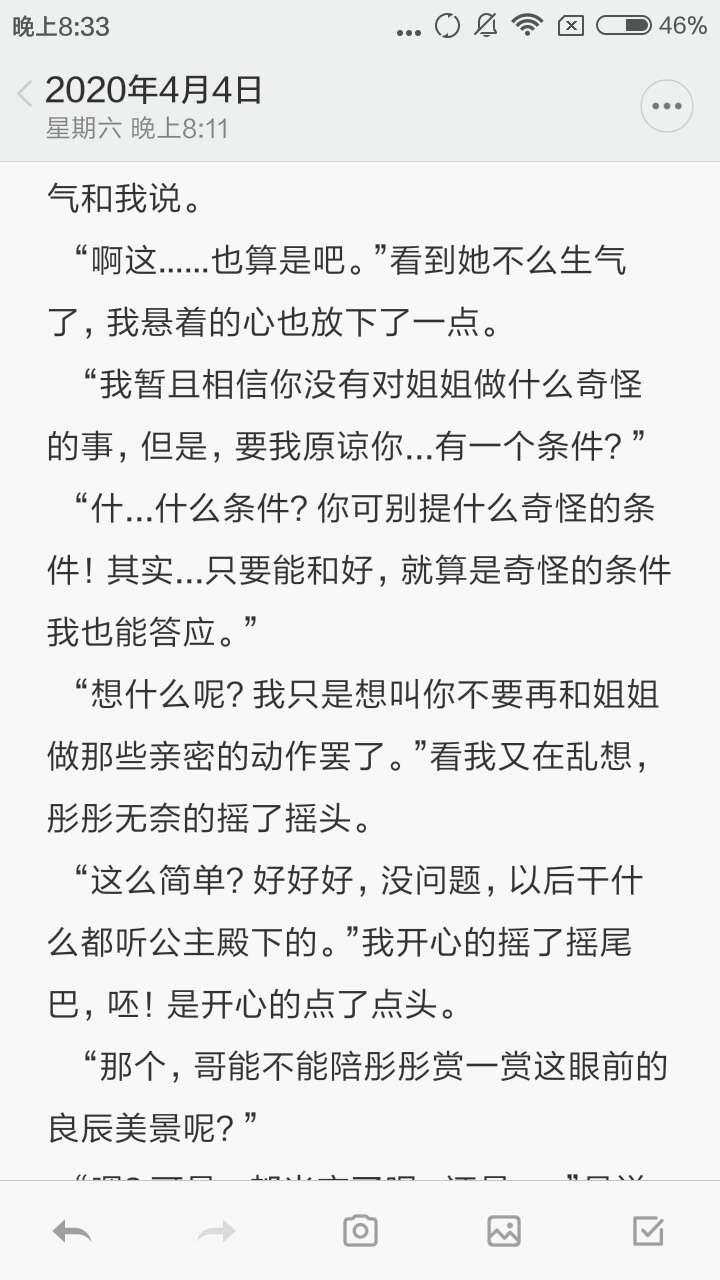 晚上8:33
46%
2020年4月4日
星期六 晚上8:11
气和我说。
“啊这……也算是吧。”看到她不么生气
了，我悬着的心也放下了一点。
“我暂且相信你没有对姐姐做什么奇怪
的事，但是，要我原谅你…有一个条件？”
“什…什么条件？你可别提什么奇怪的条
件！其实…只要能和好，就算是奇怪的条件
我也能答应。”
“想什么呢？我只是想叫你不要再和姐姐
做那些亲密的动作罢了。”看我又在乱想，
彤彤无奈的摇了摇头。
“这么简单？好好好，没问题，以后干什
么都听公主殿下的。”我开心的摇了摇尾
巴，呸！是开心的点了点头。
“那个，哥能不能陪彤彤赏一赏这眼前的
良辰美景呢？”